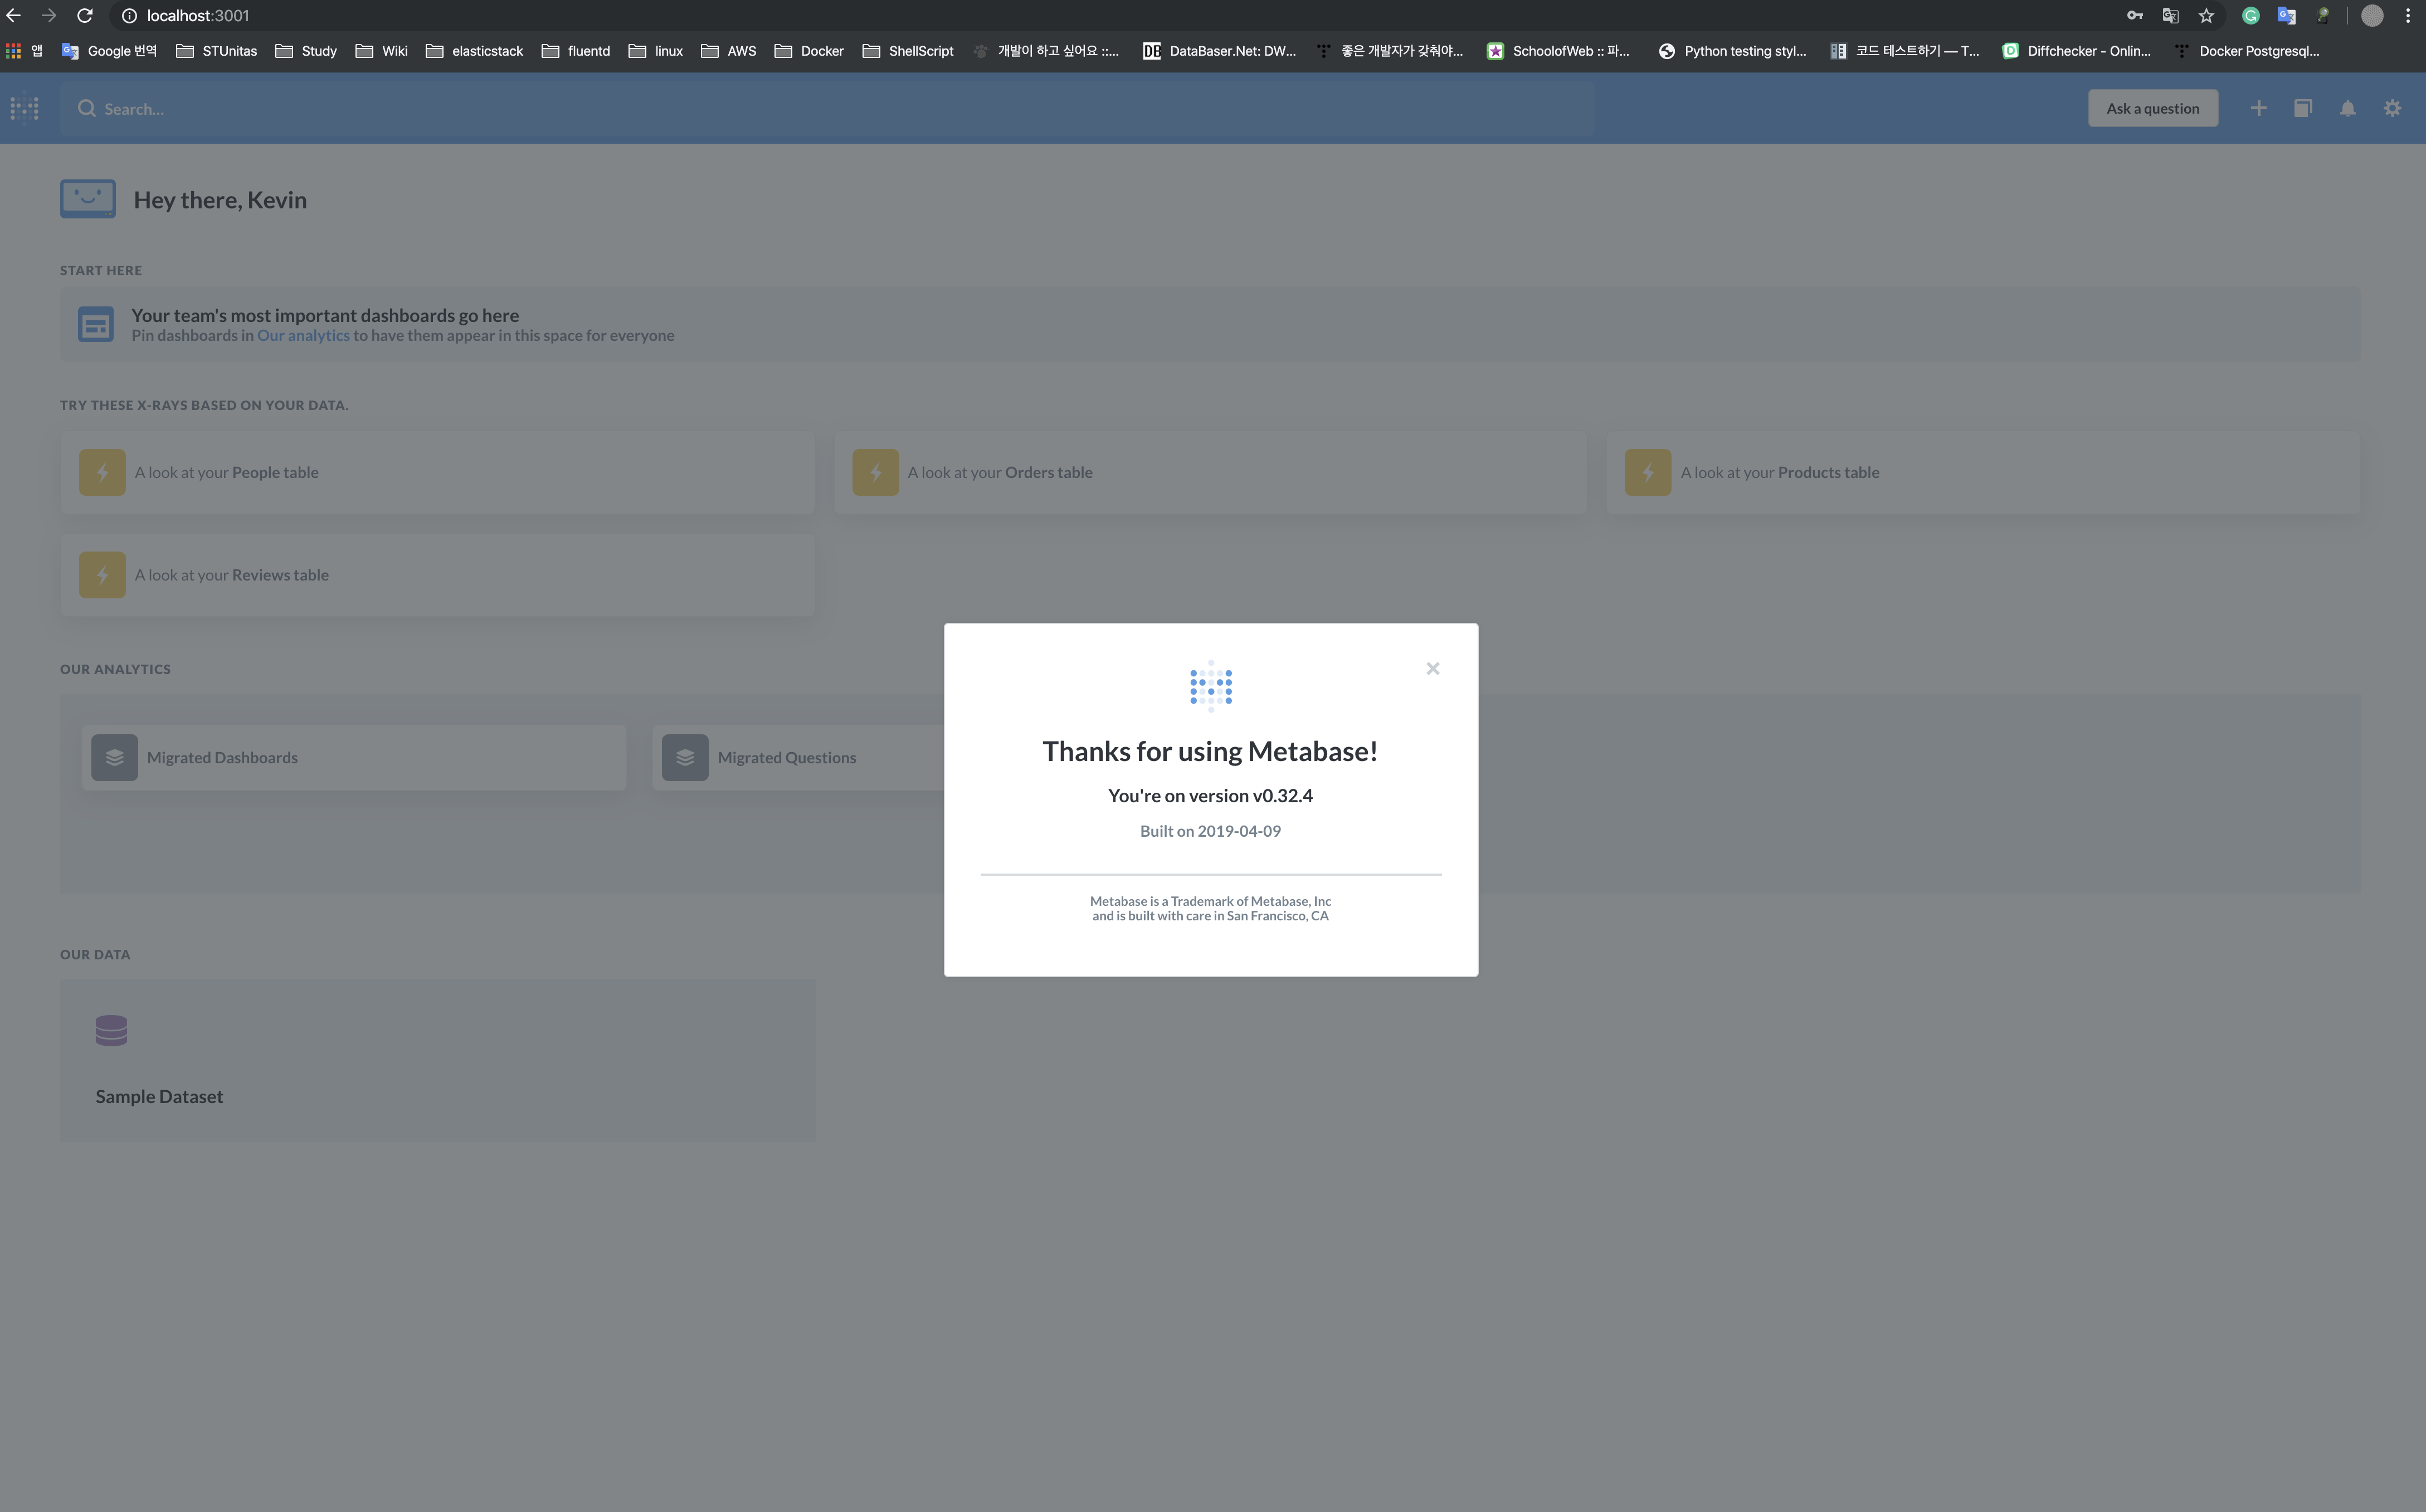 localhost:3001
앱 Google 번역 STUnitas Study Wiki elasticstack fluentd linux AWS Docker ShellScript 개발이 하고 싶어요 ::... DB DataBaser.Net: DW... 좋은 개발자가 갖춰야... SchoolofWeb :: 파... Python testing styl... 코드 테스트하기 — T... Diffchecker - Onlin... Docker Postgresql...
Search...
Ask a question
Hey there, Kevin
START HERE
Your team's most important dashboards go here
Pin dashboards in Our analytics to have them appear in this space for everyone
TRY THESE X-RAYS BASED ON YOUR DATA.
A look at your People table
A look at your Orders table
A look at your Products table
A look at your Reviews table
OUR ANALYTICS
Migrated Dashboards
Migrated Questions
Thanks for using Metabase!
You're on version v0.32.4
Built on 2019-04-09
Metabase is a Trademark of Metabase, Inc
and is built with care in San Francisco, CA
OUR DATA
Sample Dataset